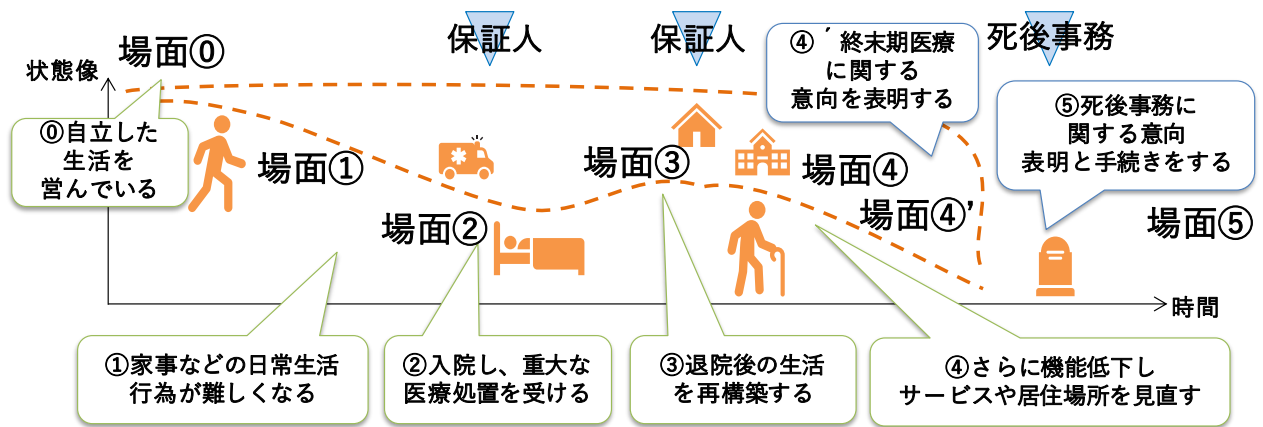 保証人
保証人
死後事務
場面⓪
状態像
④´終末期医療
に関する
意向を表明する
⑤死後事務に
関する意向
表明と手続きをする
⓪自立した
生活を
営んでいる
場面①
場面②
場面③
場面④
場面④’
場面⑤
時間
①家事などの日常生活
行為が難しくなる
②入院し、重大な
医療処置を受ける
③退院後の生活
を再構築する
④さらに機能低下し
サービスや居住場所を見直す